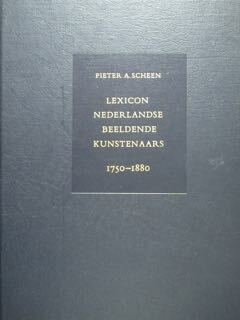 PIETER A. SCHEEN
LEXICON
NEDERLANDSE
BEELDENDE
KUNSTENAARS
1750–1880